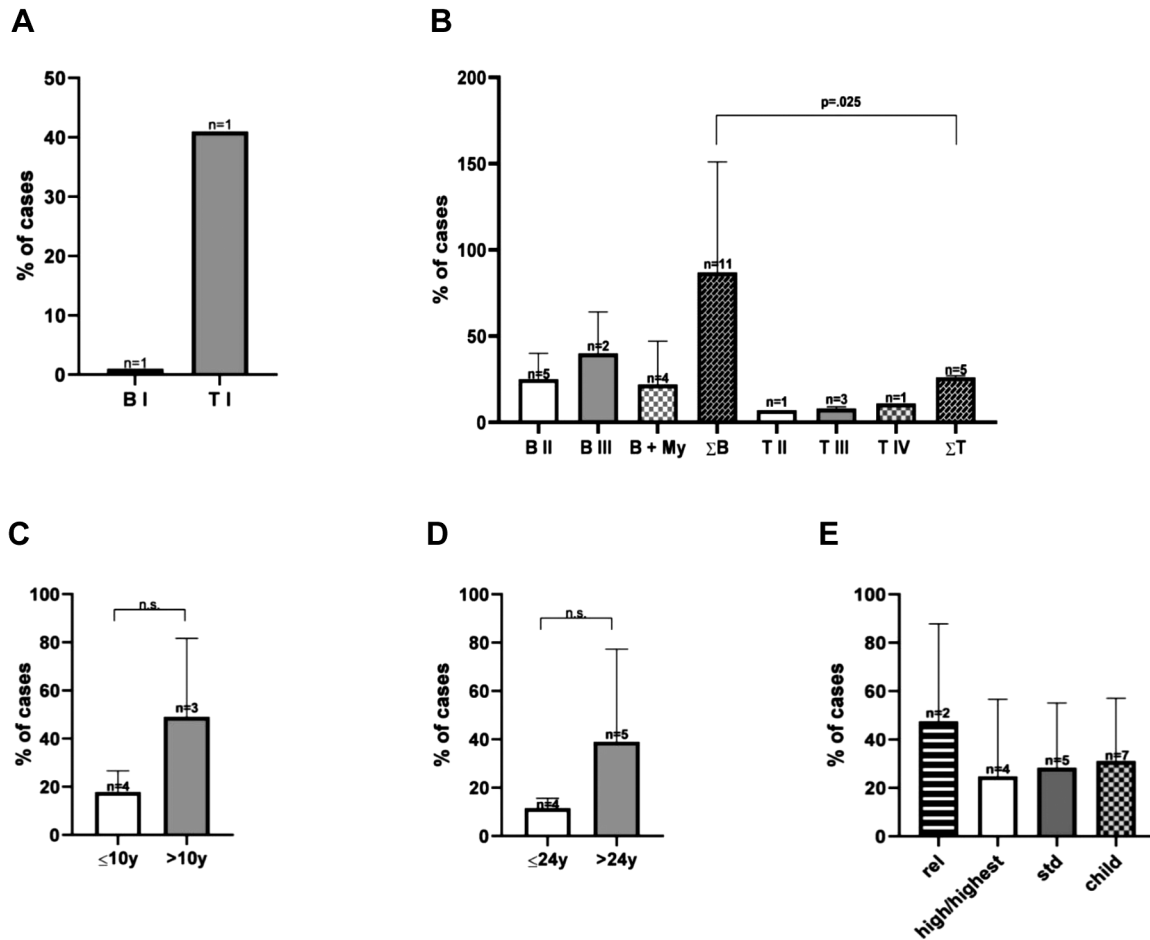 A
% of cases
50
40
30
20
10
0
n=1
n=1
B I
T I
B
% of cases
200
150
100
50
0
p=.025
n=5
n=2
n=4
n=11
n=1
n=3
n=1
n=5
B II
B III
B + My
∑B
T II
T III
T IV
∑T
C
% of cases
100
80
60
40
20
0
n.s.
n=4
n=3
≤10y
>10y
D
% of cases
100
80
60
40
20
0
n.s.
n=4
n=5
≤24y
>24y
E
% of cases
100
80
60
40
20
0
n=2
n=4
n=5
n=7
rel
high/highest
std
child